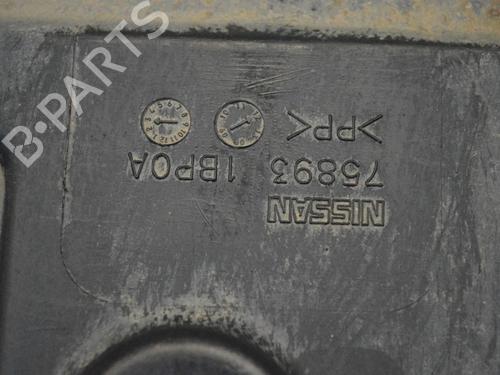 NISSAN
75893 1BP0A
>PP<
B-PARTS